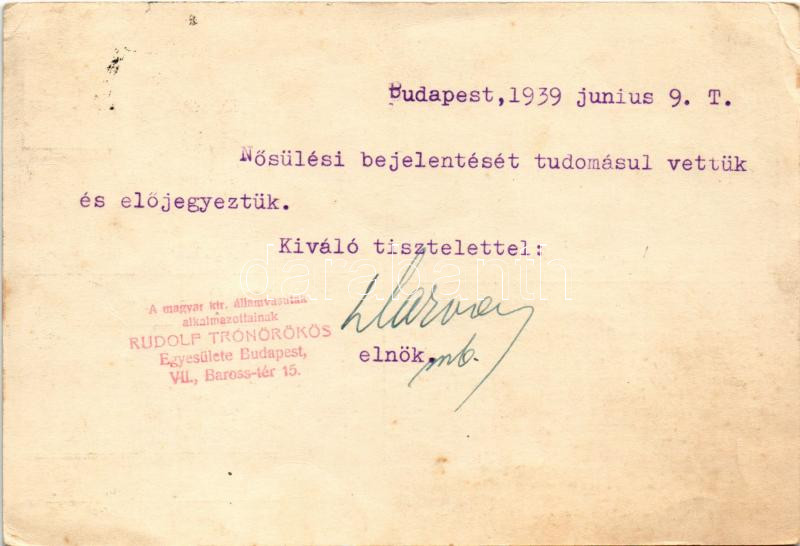 Budapest,1939 junius 9. T.
Nősülési bejelentését tudomásul vettük
és előjegyeztük.
Kiváló tisztelettel:
darabanth
A magyar kir. államvasutak
alkalmazottainak
RUDOLF TRÓNÖRÖKÖS
Egyesülete Budapest,
VII., Baross-tér 15.
elnök.